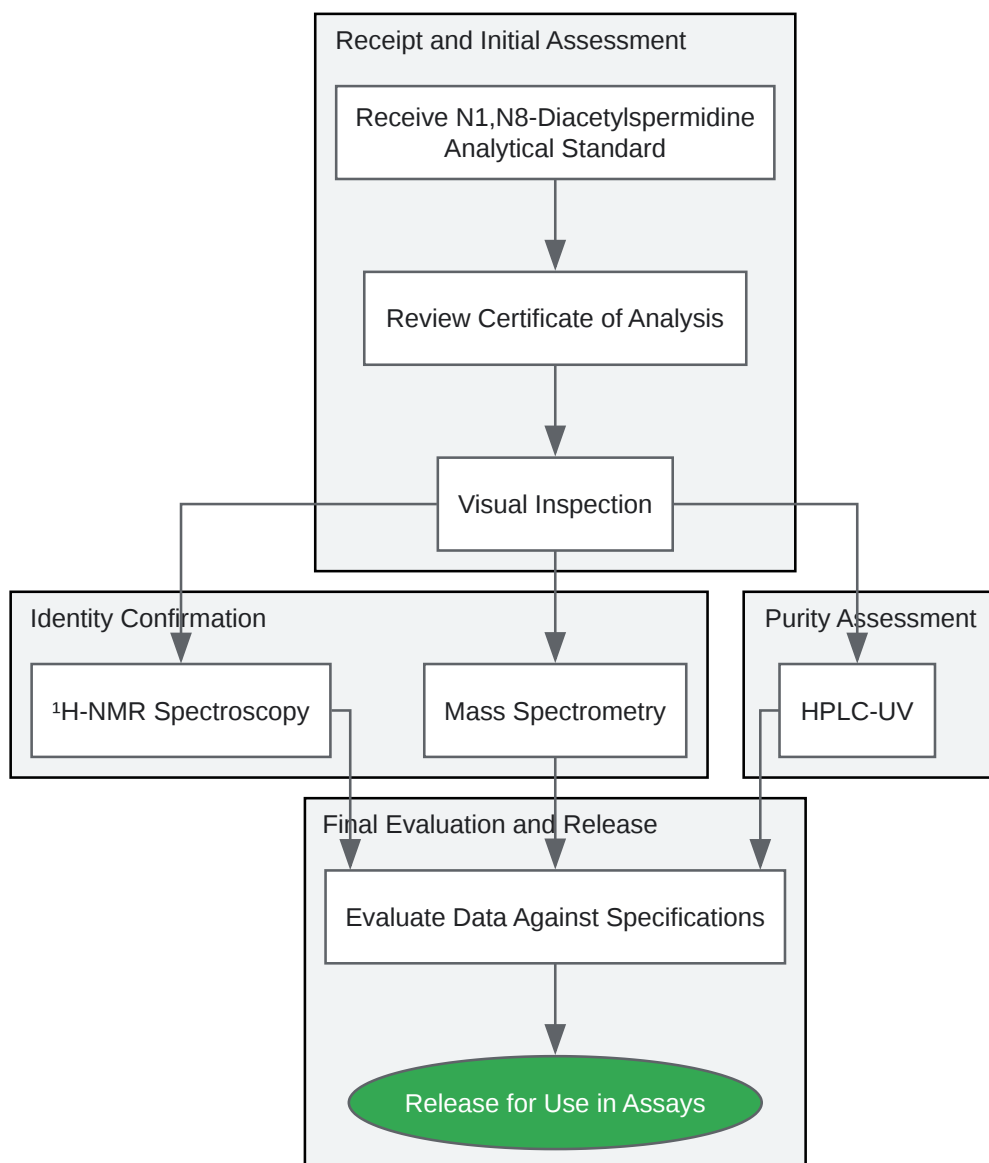 Receipt and Initial Assessment
Receive N1,N8-Diacetylspermidine
Analytical Standard
Review Certificate of Analysis
Visual Inspection
Identity Confirmation
Purity Assessment
¹H-NMR Spectroscopy
Mass Spectrometry
HPLC-UV
Final Evaluation and Release
Evaluate Data Against Specifications
Release for Use in Assays